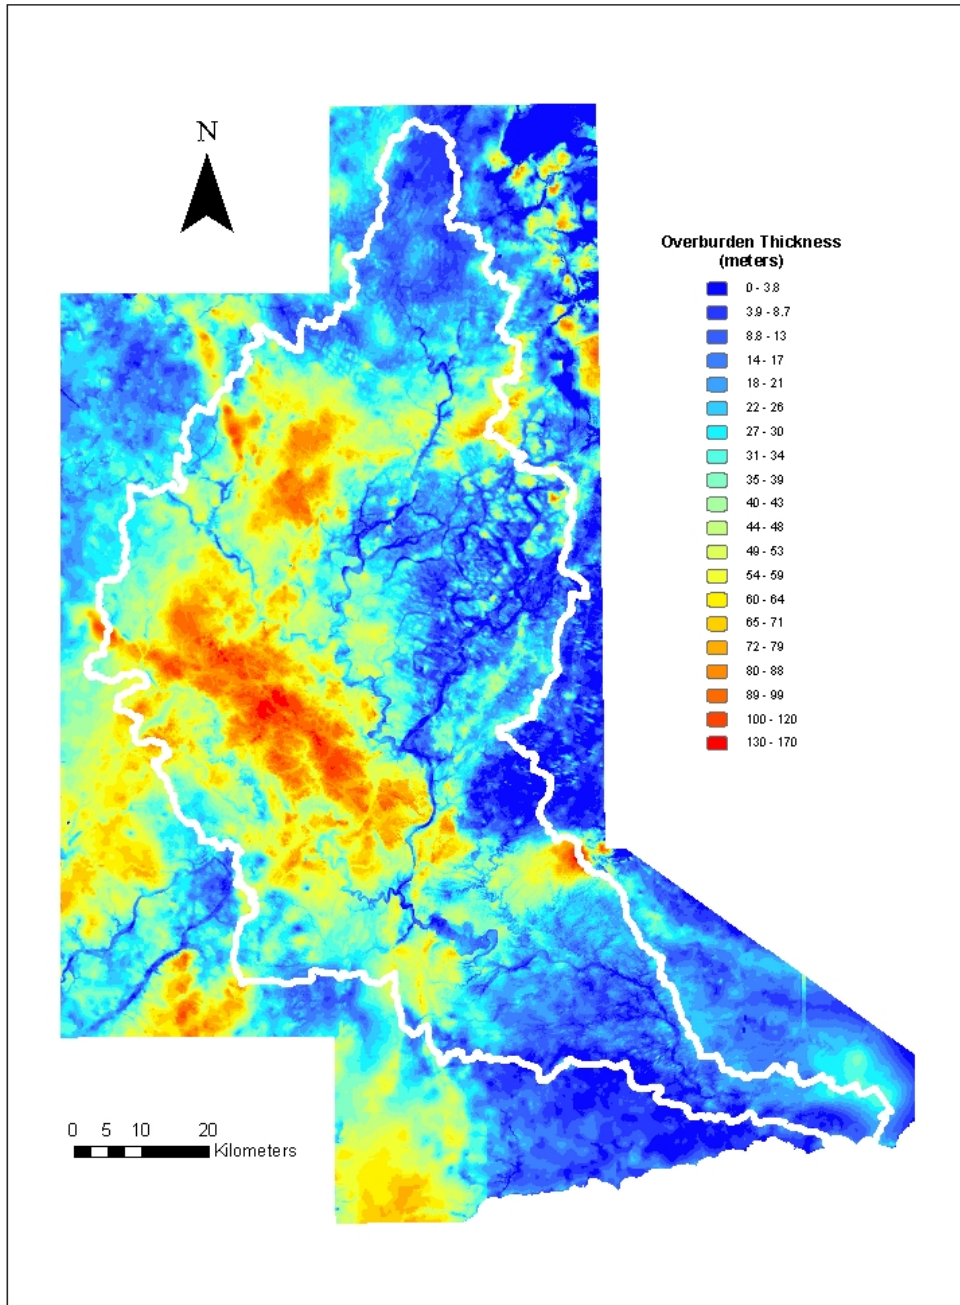 N
Overburden Thickness
(meters)
0 - 3.8
3.9 - 8.7
8.8 - 13
14 - 17
18 - 21
22 - 26
27 - 30
31 - 34
35 - 39
40 - 43
44 - 48
49 - 53
54 - 59
60 - 64
65 - 71
72 - 79
80 - 88
89 - 99
100 - 120
130 - 170
0 5 10 20
Kilometers